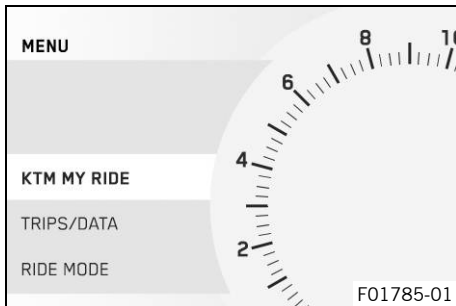 MENU
KTM MY RIDE
TRIPS/DATA
RIDE MODE
2
4
6
8
F01785-01